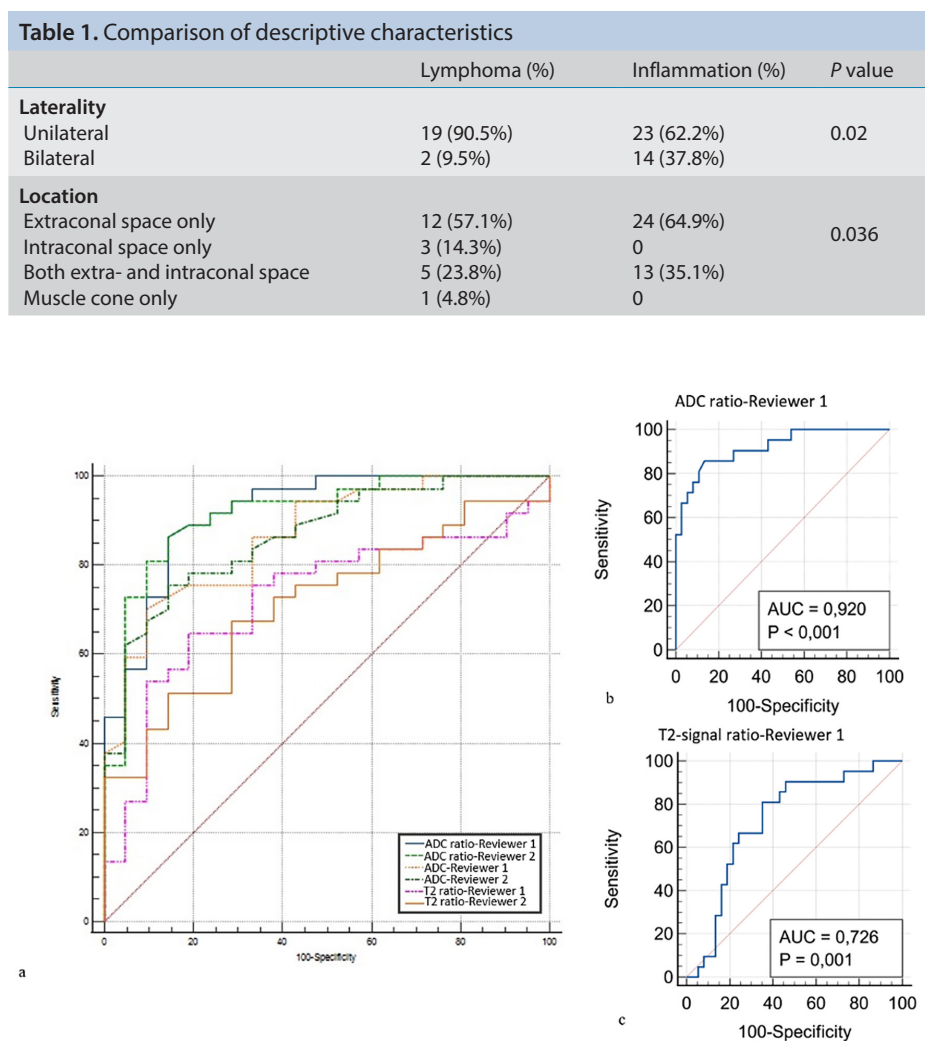 Table 1. Comparison of descriptive characteristics
Lymphoma (%) Inflammation (%) P value
Laterality
Unilateral 19 (90.5%) 23 (62.2%) 0.02
Bilateral 2 (9.5%) 14 (37.8%)
Location
Extraconal space only 12 (57.1%) 24 (64.9%) 0.036
Intraconal space only 3 (14.3%) 0
Both extra- and intraconal space 5 (23.8%) 13 (35.1%)
Muscle cone only 1 (4.8%) 0
100
80
60
40
20
0
Sensitivity
0 20 40 60 80 100
100-Specificity
ADC ratio-Reviewer 1
ADC ratio-Reviewer 2
ADC-Reviewer 1
ADC-Reviewer 2
T2 ratio-Reviewer 1
T2 ratio-Reviewer 2
a
ADC ratio-Reviewer 1
100
80
60
40
20
0
Sensitivity
AUC = 0,920
P < 0,001
0 20 40 60 80 100
100-Specificity
b
T2-signal ratio-Reviewer 1
100
80
60
40
20
0
Sensitivity
AUC = 0,726
P = 0,001
0 20 40 60 80 100
100-Specificity
c